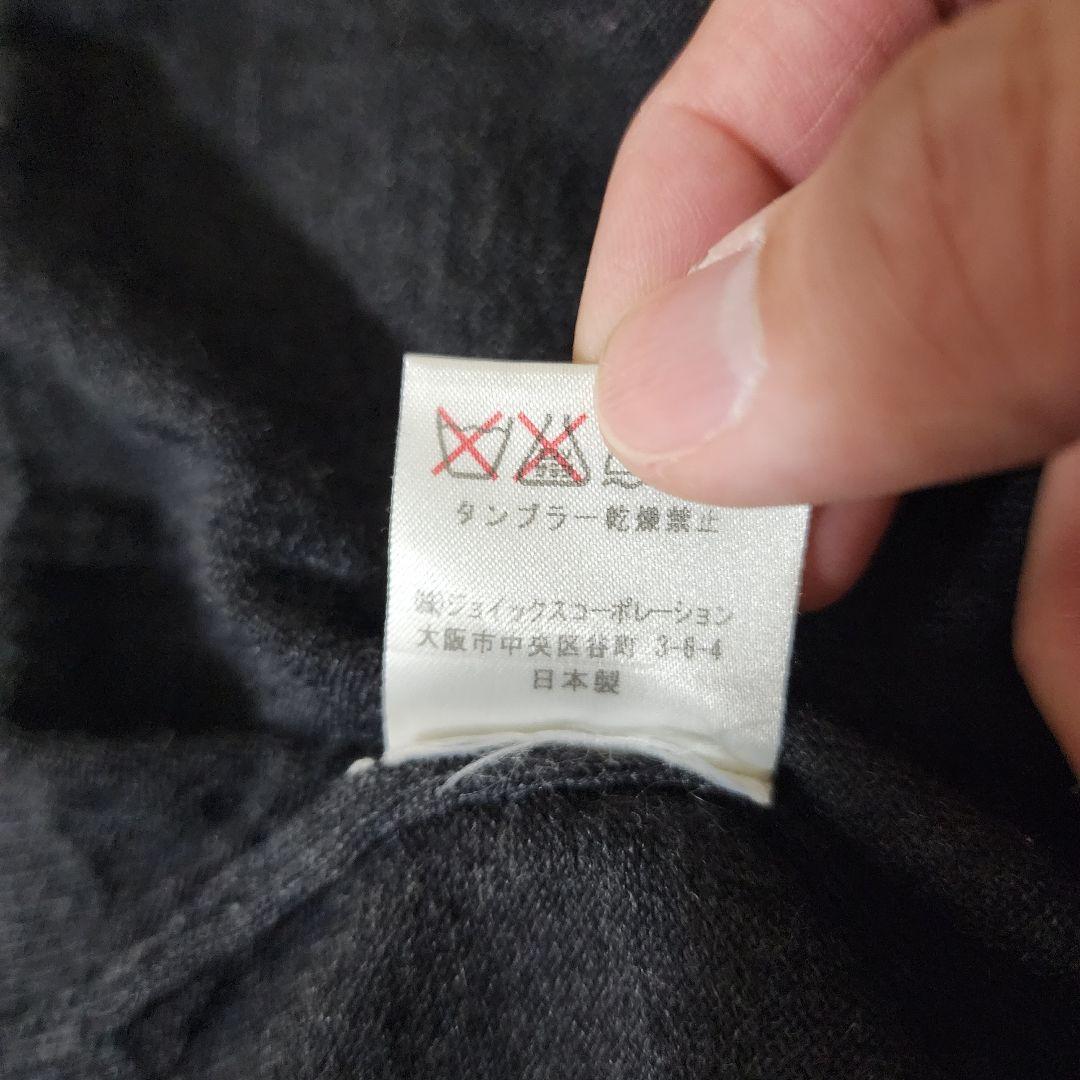 タンブラー乾燥禁止
㈱ジョイックスコーポレーション
大阪市中央区谷町 3-6-4
日本製